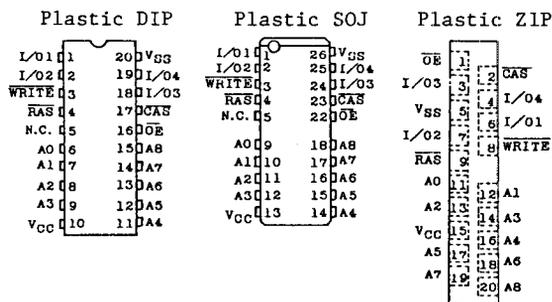 Plastic DIP
I/O1 1 20 VSS
I/O2 2 19 I/O4
WRITE 3 18 I/O3
RAS 4 17 CAS
N.C. 5 16 OE
A0 6 15 A8
A1 7 14 A7
A2 8 13 A6
A3 9 12 A5
VCC 10 11 A4
Plastic SOJ
I/O1 1 26 VSS
I/O2 2 25 I/O4
WRITE 3 24 I/O3
RAS 4 23 CAS
N.C. 5 22 OE
A0 9 18 A8
A1 10 17 A7
A2 11 16 A6
A3 12 15 A5
VCC 13 14 A4
Plastic ZIP
OE 1
2 CAS
I/O3 3
4 I/O4
VSS 5
6 I/O1
I/O2 7
8 WRITE
RAS 9
A0 11
12 A1
A2 13
14 A3
VCC 15
16 A4
A5 17
18 A6
A7 19
20 A8